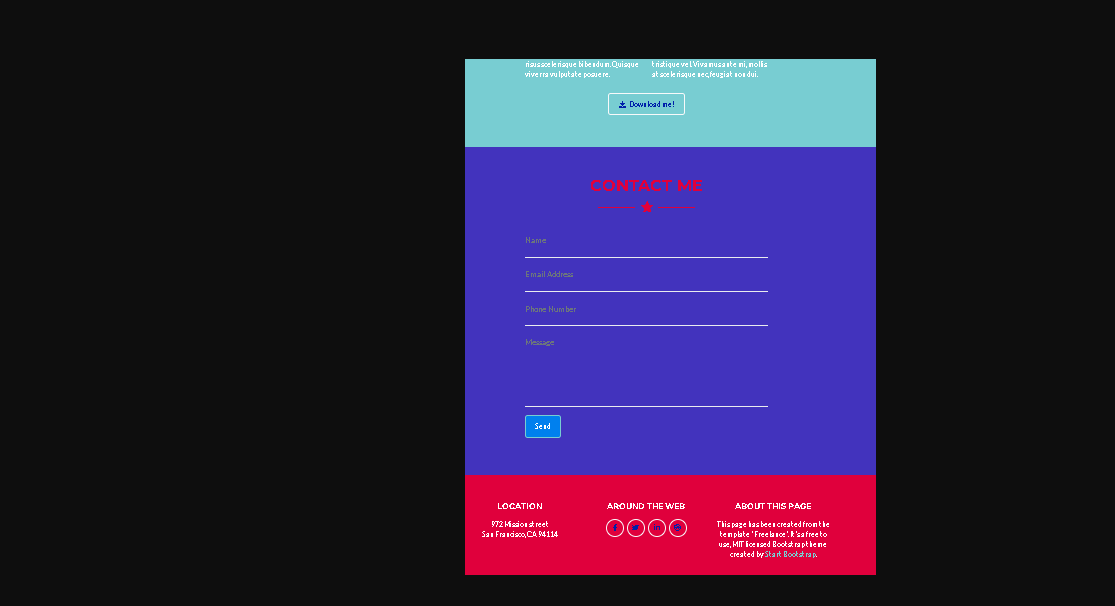 risus scelerisque bibendum. Quisque
viverra vulputate posuere.
tristique vel. Vivamus ante mi, mollis
at scelerisque nec, feugiat non dui.
Download me!
CONTACT ME
Name
Email Address
Phone Number
Message
Send
LOCATION
972 Mission street
San Francisco, CA 94114
AROUND THE WEB
ABOUT THIS PAGE
This page has been created from the
template "Freelance". It's a free to
use, MIT licensed Bootstrap theme
created by Start Bootstrap.